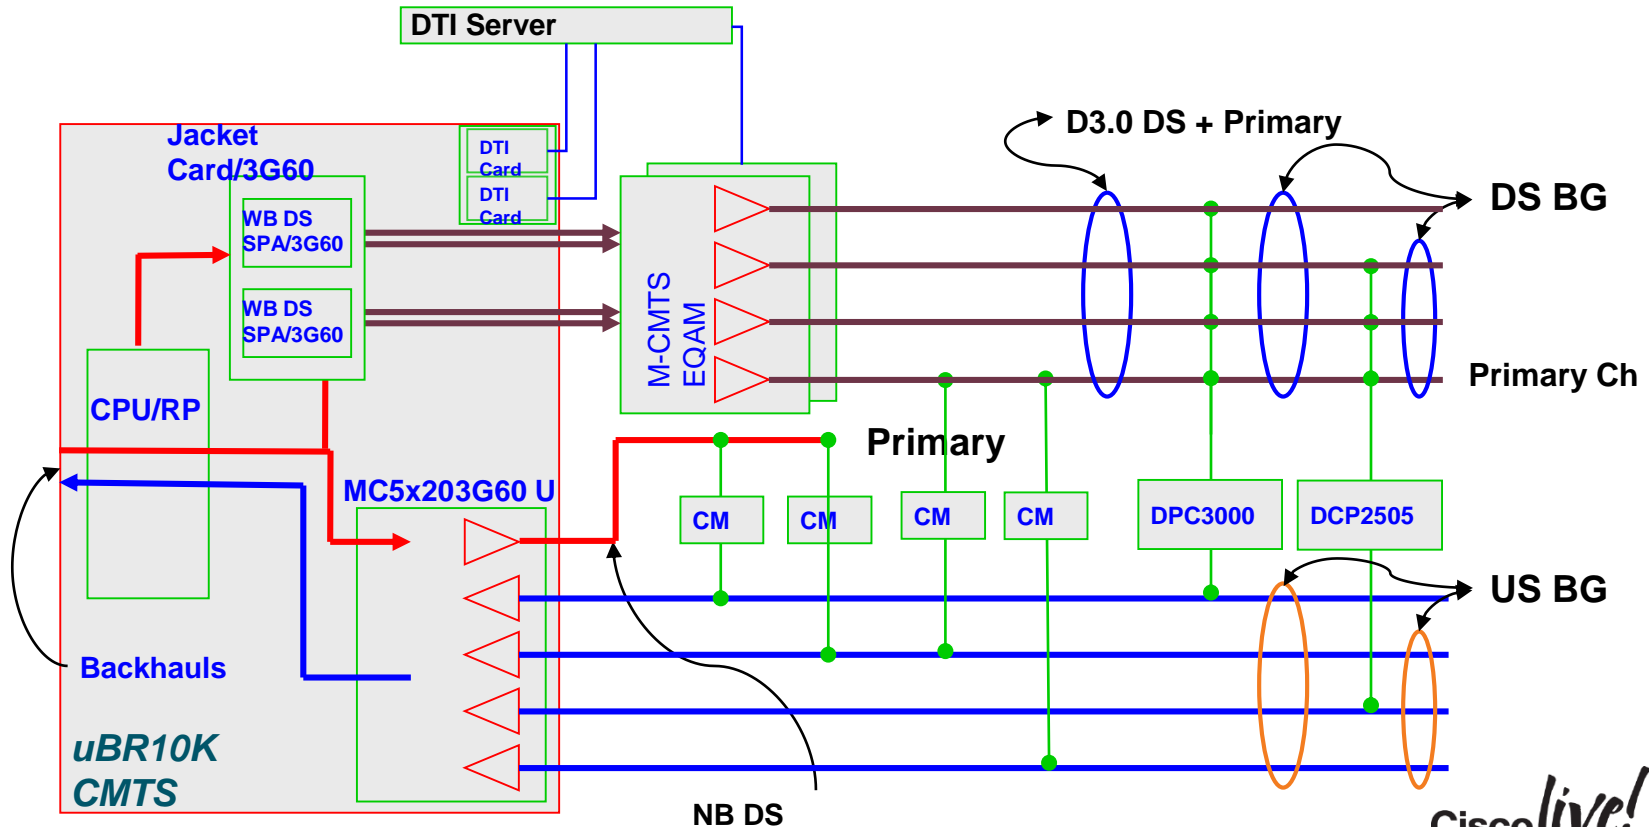 DTI Server
D3.0 DS + Primary
Jacket
Card/3G60
DTI
Card
DTI
Card
WB DS
SPA/3G60
WB DS
SPA/3G60
M-CMTS
EQAM
DS BG
Primary Ch
CPU/RP
Primary
MC5x203G60 U
CM
CM
CM
CM
DPC3000
DCP2505
US BG
Backhauls
uBR10K
CMTS
NB DS
Cisco live!